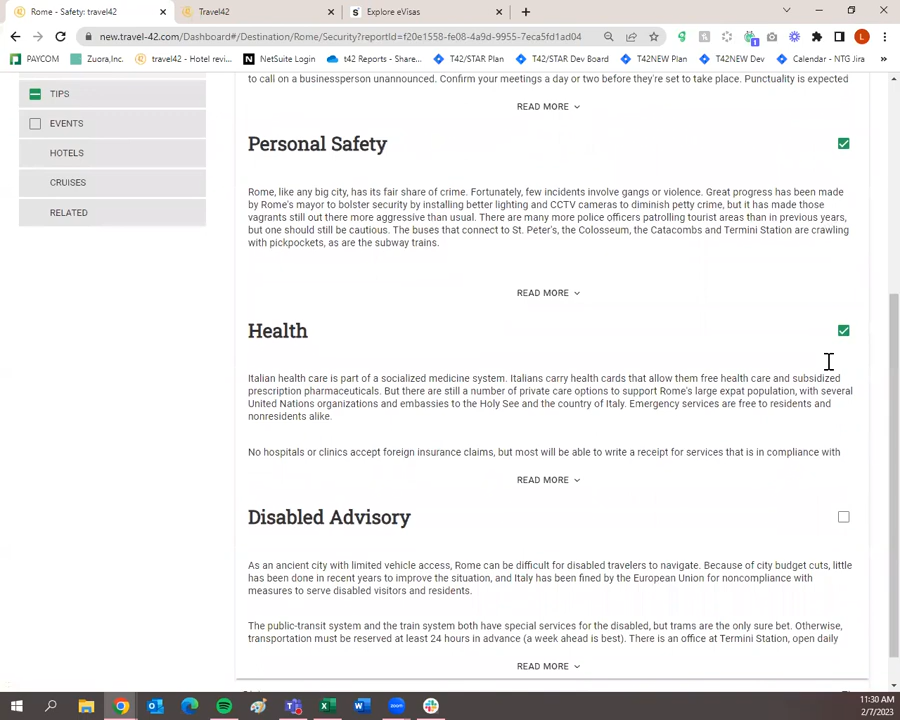 Rome - Safety: travel42
Travel42
Explore eVisas
new.travel-42.com/Dashboard#/Destination/Rome/Security?reportId=f20e1558-fe08-4a9d-9955-7eca5fd1ad04
PAYCOM
Zuora,Inc.
travel42 - Hotel revi...
NetSuite Login
t42 Reports - Share...
T42/STAR Plan
T42/STAR Dev Board
T42NEW Plan
T42NEW Dev
Calendar - NTG Jira
TIPS
EVENTS
HOTELS
CRUISES
RELATED
to call on a businessperson unannounced. Confirm your meetings a day or two before they're set to take place. Punctuality is expected
READ MORE
Personal Safety
Rome, like any big city, has its fair share of crime. Fortunately, few incidents involve gangs or violence. Great progress has been made
by Rome's mayor to bolster security by installing better lighting and CCTV cameras to diminish petty crime, but it has made those
vagrants still out there more aggressive than usual. There are many more police officers patrolling tourist areas than in previous years,
but one should still be cautious. The buses that connect to St. Peter's, the Colosseum, the Catacombs and Termini Station are crawling
with pickpockets, as are the subway trains.
READ MORE
Health
Italian health care is part of a socialized medicine system. Italians carry health cards that allow them free health care and subsidized
prescription pharmaceuticals. But there are still a number of private care options to support Rome's large expat population, with several
United Nations organizations and embassies to the Holy See and the country of Italy. Emergency services are free to residents and
nonresidents alike.
No hospitals or clinics accept foreign insurance claims, but most will be able to write a receipt for services that is in compliance with
READ MORE
Disabled Advisory
As an ancient city with limited vehicle access, Rome can be difficult for disabled travelers to navigate. Because of city budget cuts, little
has been done in recent years to improve the situation, and Italy has been fined by the European Union for noncompliance with
measures to serve disabled visitors and residents.
The public-transit system and the train system both have special services for the disabled, but trams are the only sure bet. Otherwise,
transportation must be reserved at least 24 hours in advance (a week ahead is best). There is an office at Termini Station, open daily
READ MORE
11:30 AM
2/7/2023